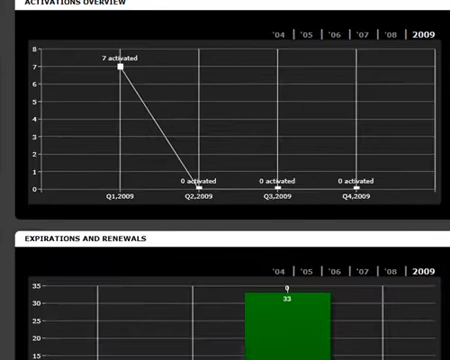 ACTIVATIONS OVERVIEW
'04 | '05 | '06 | '07 | '08 | 2009
8
7 activated
7
6
5
4
3
2
1
0 activated 0 activated 0 activated
0
Q1,2009 Q2,2009 Q3,2009 Q4,2009
EXPIRATIONS AND RENEWALS
'04 | '05 | '06 | '07 | '08 | 2009
35
0
33
30
25
20
15